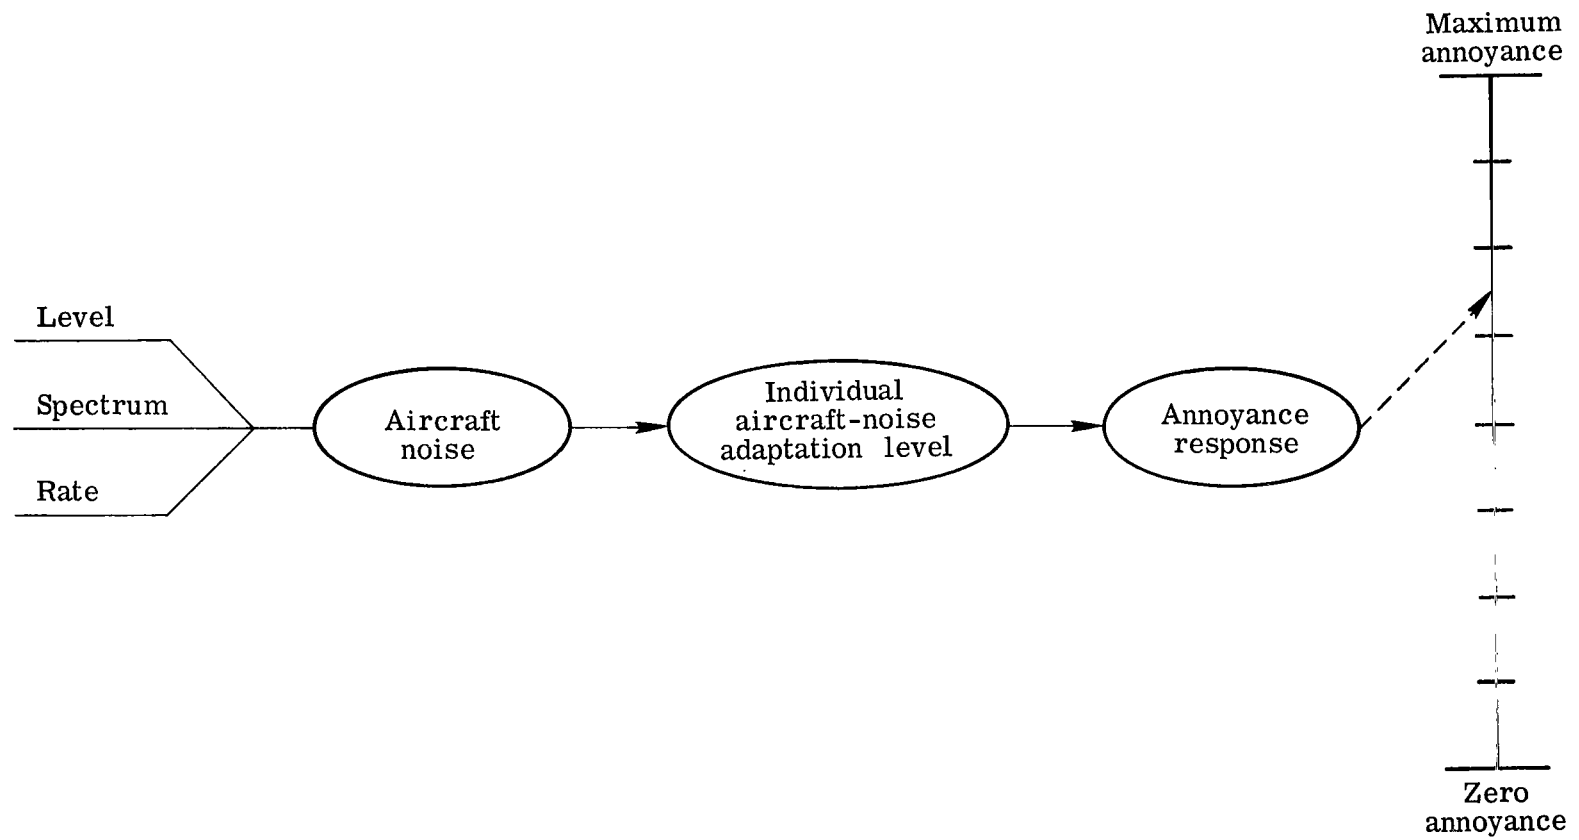 Maximum
annoyance
Level
Spectrum
Rate
Aircraft
noise
Individual
aircraft-noise
adaptation level
Annoyance
response
Zero
annoyance